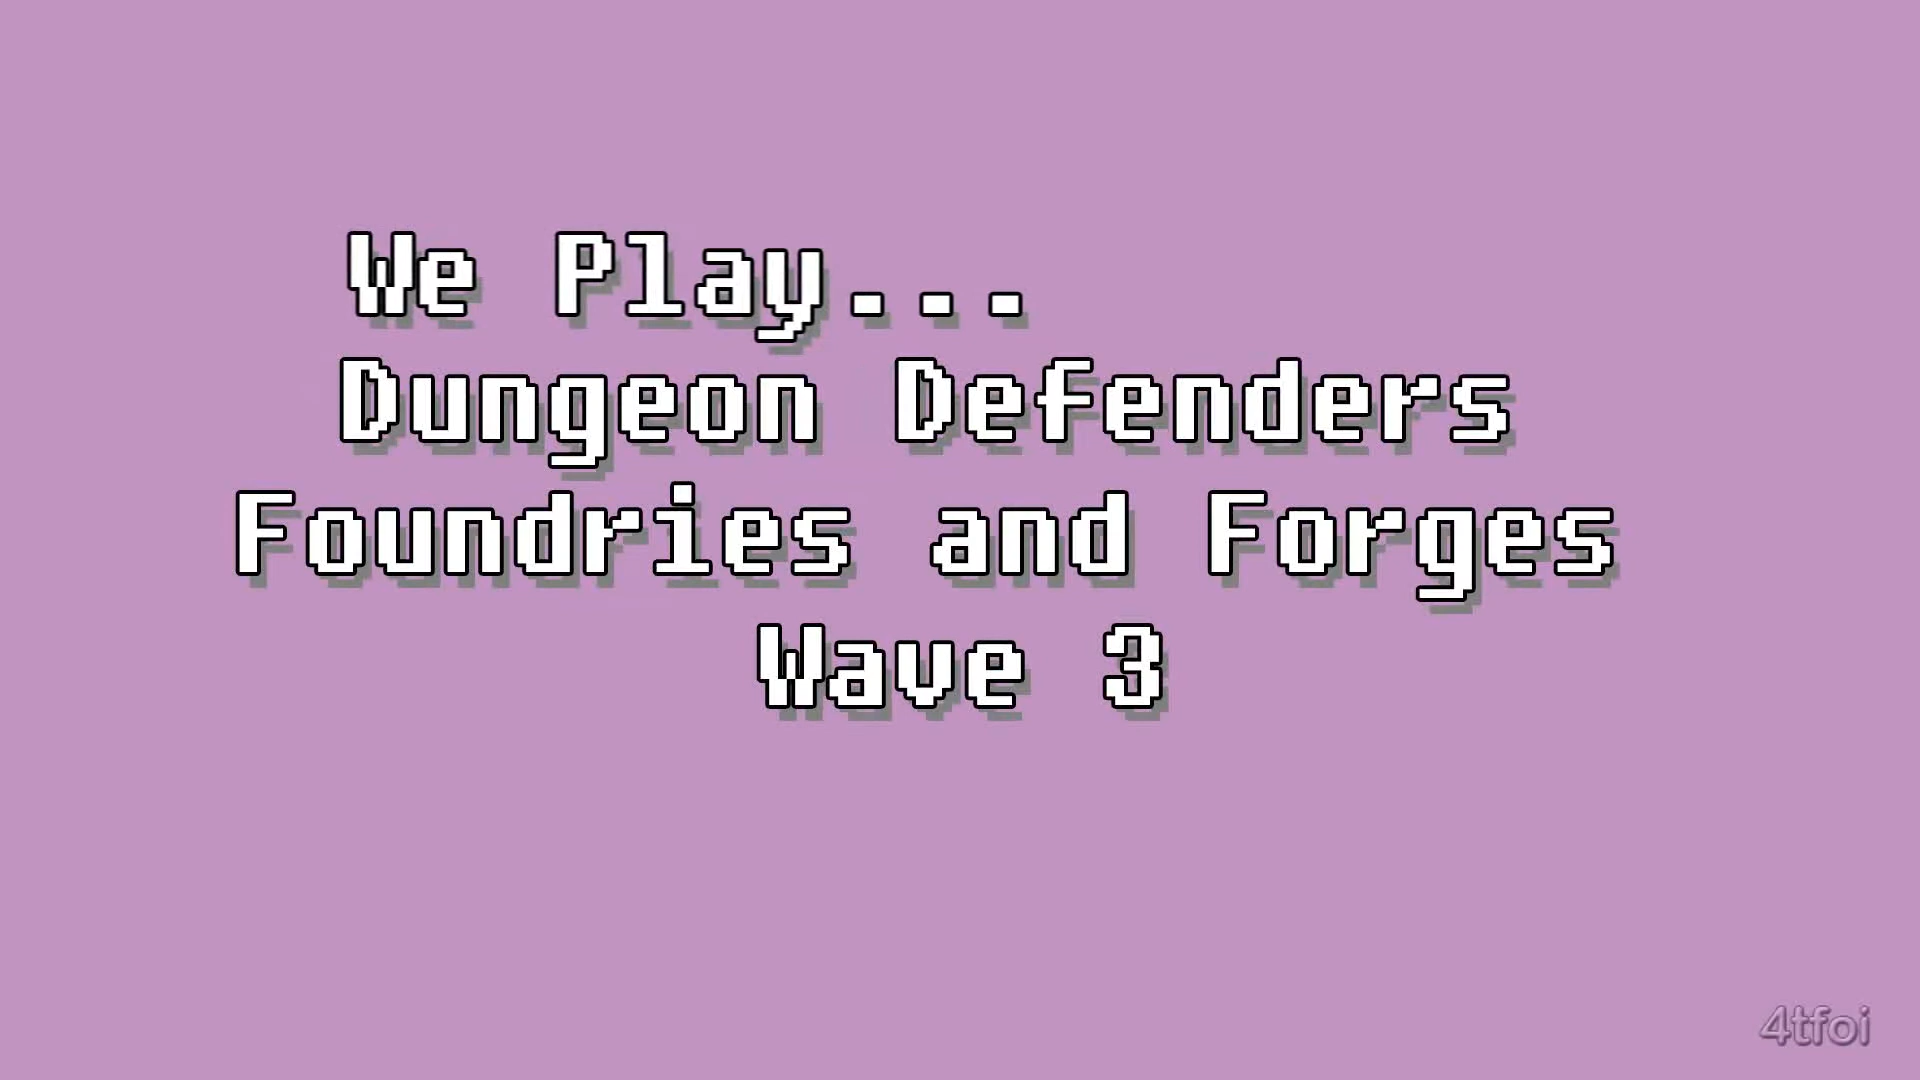 We Play...
Dungeon Defenders
Foundries and Forges
Wave 3
4tfoi